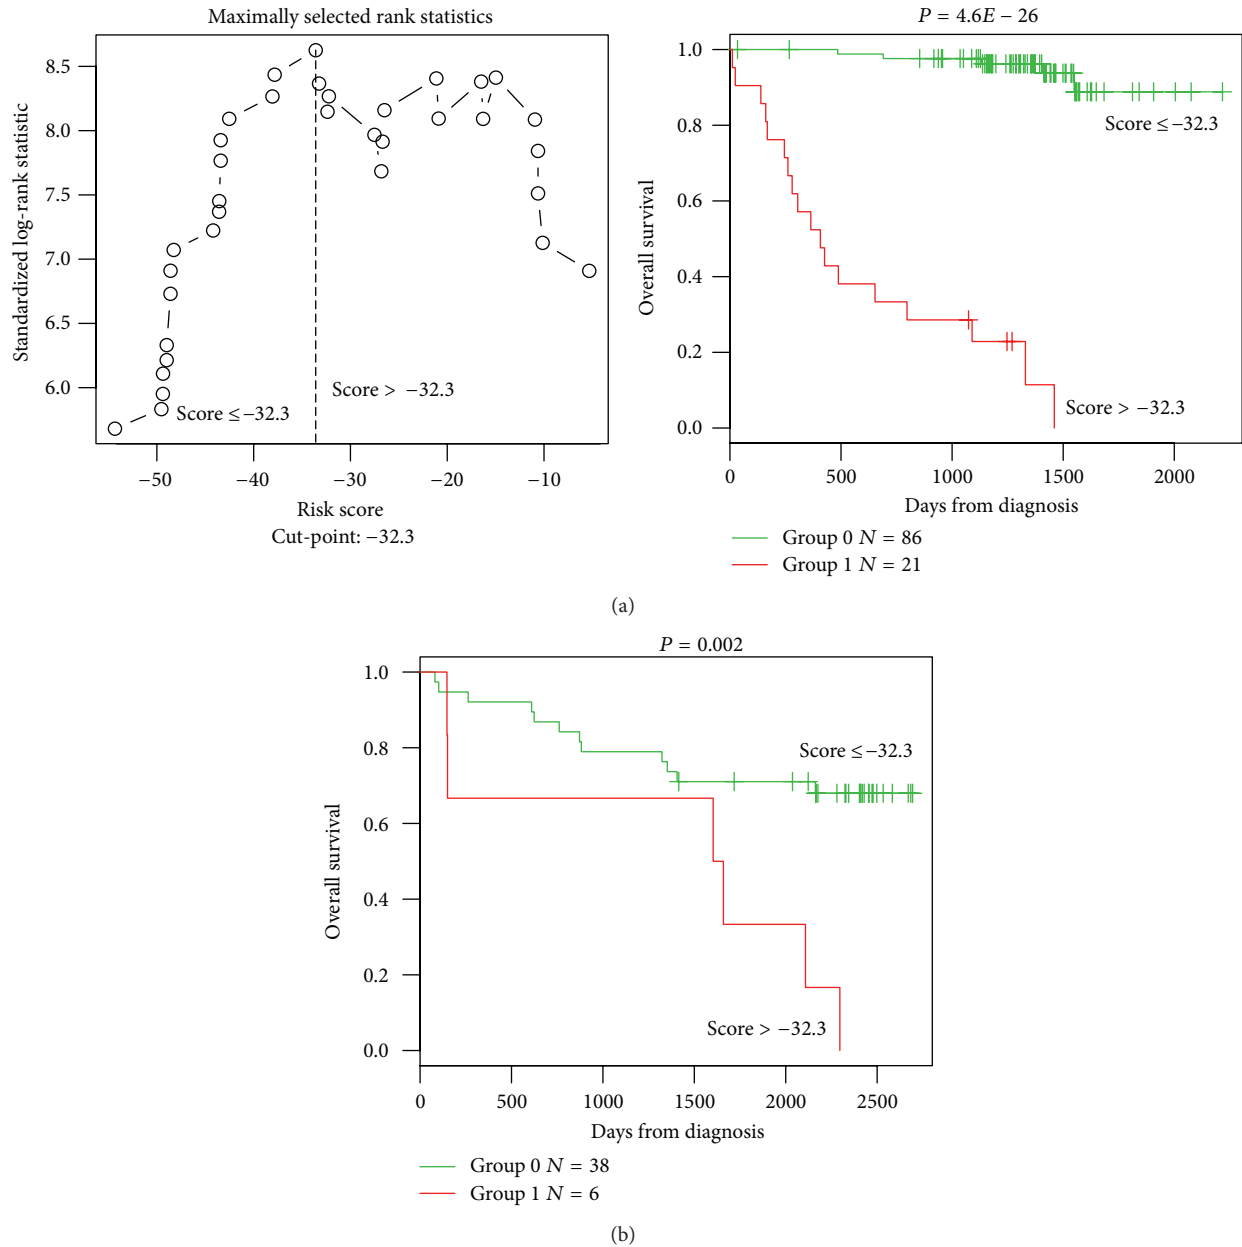 Maximally selected rank statistics
Standardized log-rank statistic
8.5
8.0
7.5
7.0
6.5
6.0
Score > −32.3
Score ≤ −32.3
−50 −40 −30 −20 −10
Risk score
Cut-point: −32.3
P = 4.6E − 26
Overall survival
1.0
0.8
0.6
0.4
0.2
0.0
Score ≤ −32.3
Score > −32.3
0 500 1000 1500 2000
Days from diagnosis
Group 0 N = 86
Group 1 N = 21
(a)
P = 0.002
Overall survival
1.0
0.8
0.6
0.4
0.2
0.0
Score ≤ −32.3
Score > −32.3
0 500 1000 1500 2000 2500
Days from diagnosis
Group 0 N = 38
Group 1 N = 6
(b)